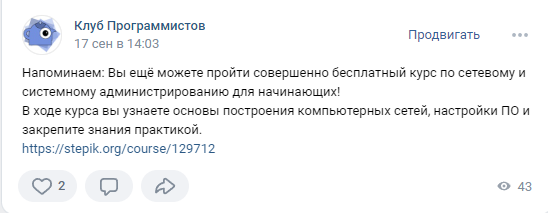 Клуб Программистов
17 сен в 14:03
Продвигать
Напоминаем: Вы ещё можете пройти совершенно бесплатный курс по сетевому и
системному администрированию для начинающих!
В ходе курса вы узнаете основы построения компьютерных сетей, настройки ПО и
закрепите знания практикой.
https://stepik.org/course/129712
2
43